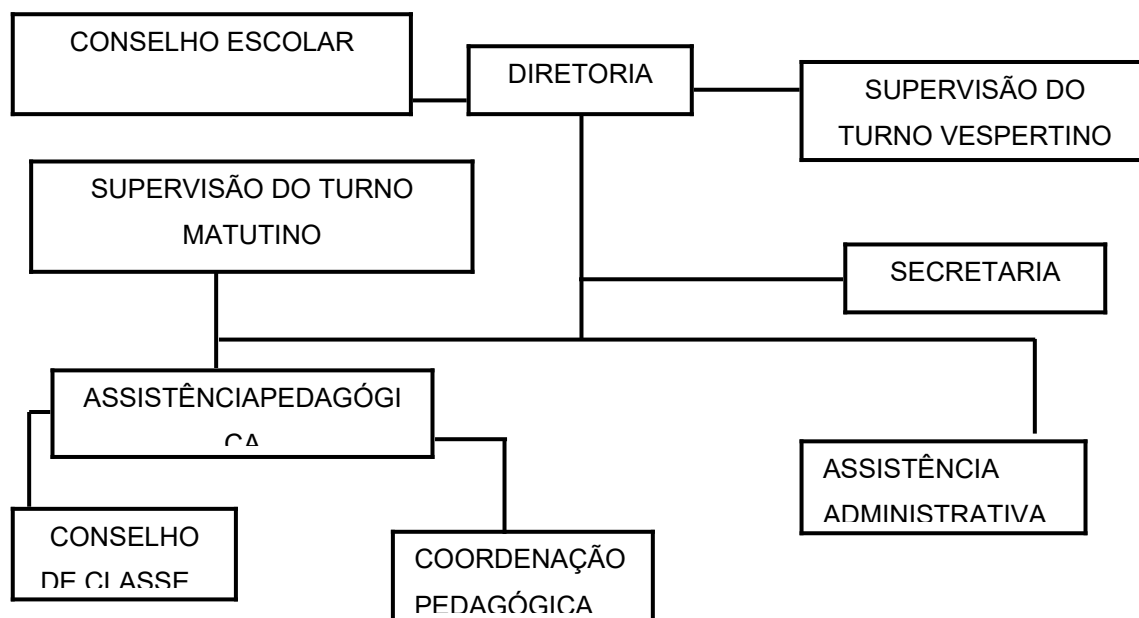 CONSELHO ESCOLAR
DIRETORIA
SUPERVISÃO DO
TURNO VESPERTINO
SUPERVISÃO DO TURNO
MATUTINO
SECRETARIA
ASSISTÊNCIAPEDAGÓGI
CA
ASSISTÊNCIA
ADMINISTRATIVA
CONSELHO
DE CLASSE
COORDENAÇÃO
PEDAGÓGICA